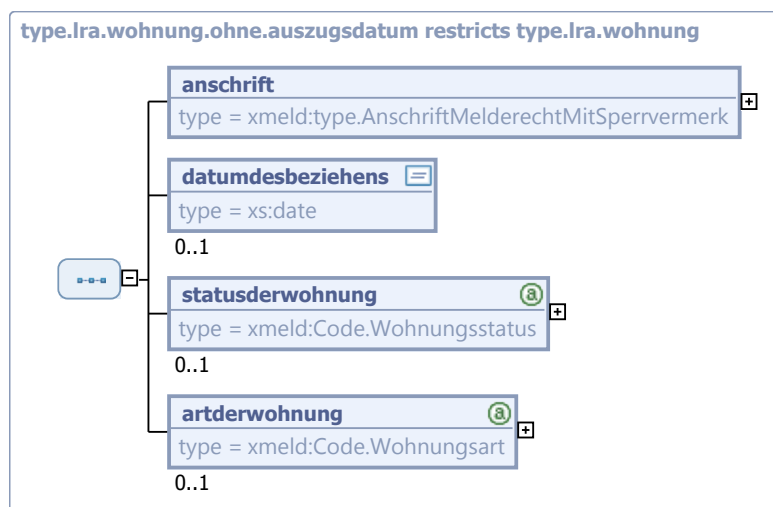 type.lra.wohnung.ohne.auszugsdatum restricts type.lra.wohnung
anschrift
type = xmeld:type.AnschriftMelderechtMitSperrvermerk
datumdesbeziehens
type = xs:date
0..1
statusderwohnung
type = xmeld:Code.Wohnungsstatus
0..1
artderwohnung
type = xmeld:Code.Wohnungsart
0..1